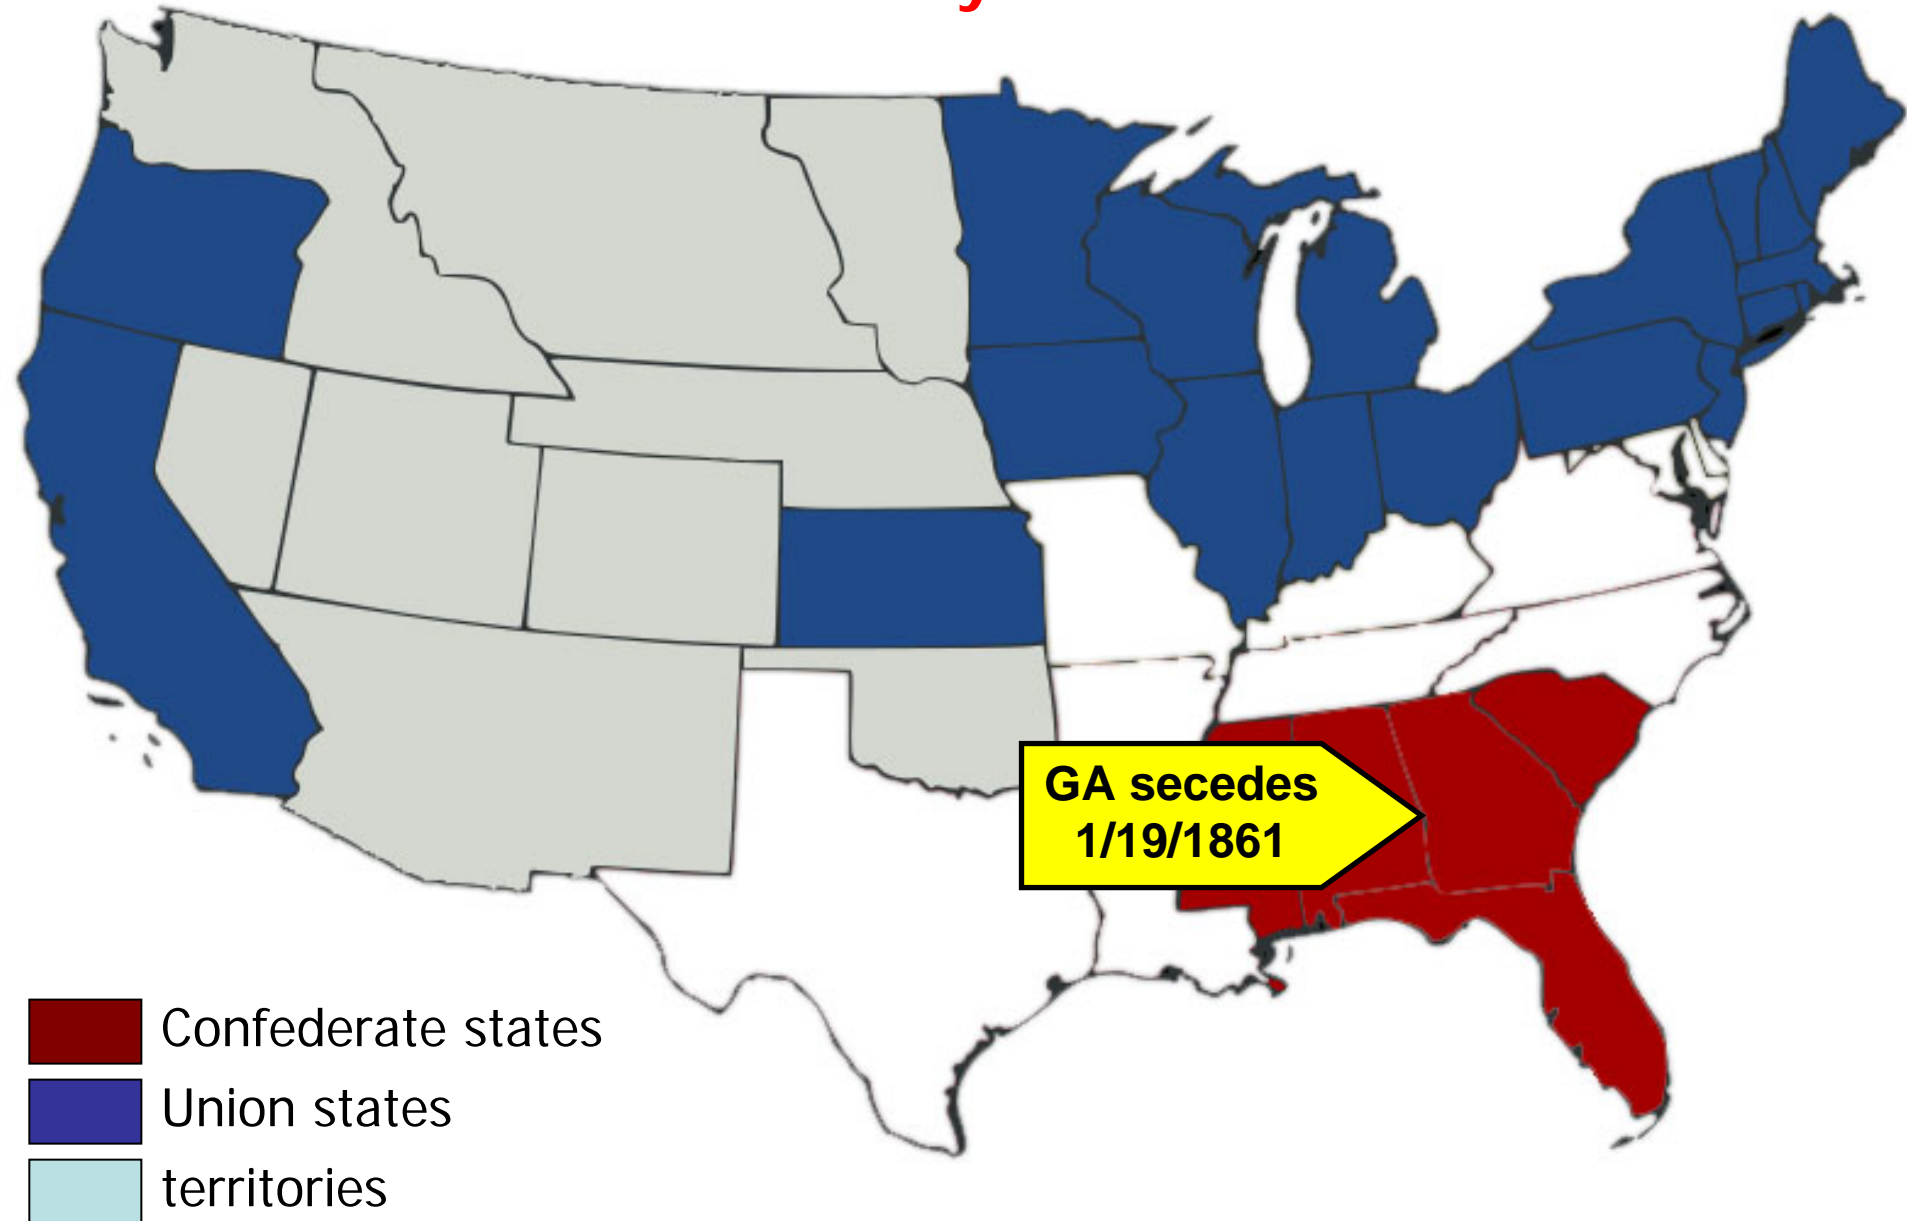 GA secedes
1/19/1861
Confederate states
Union states
territories